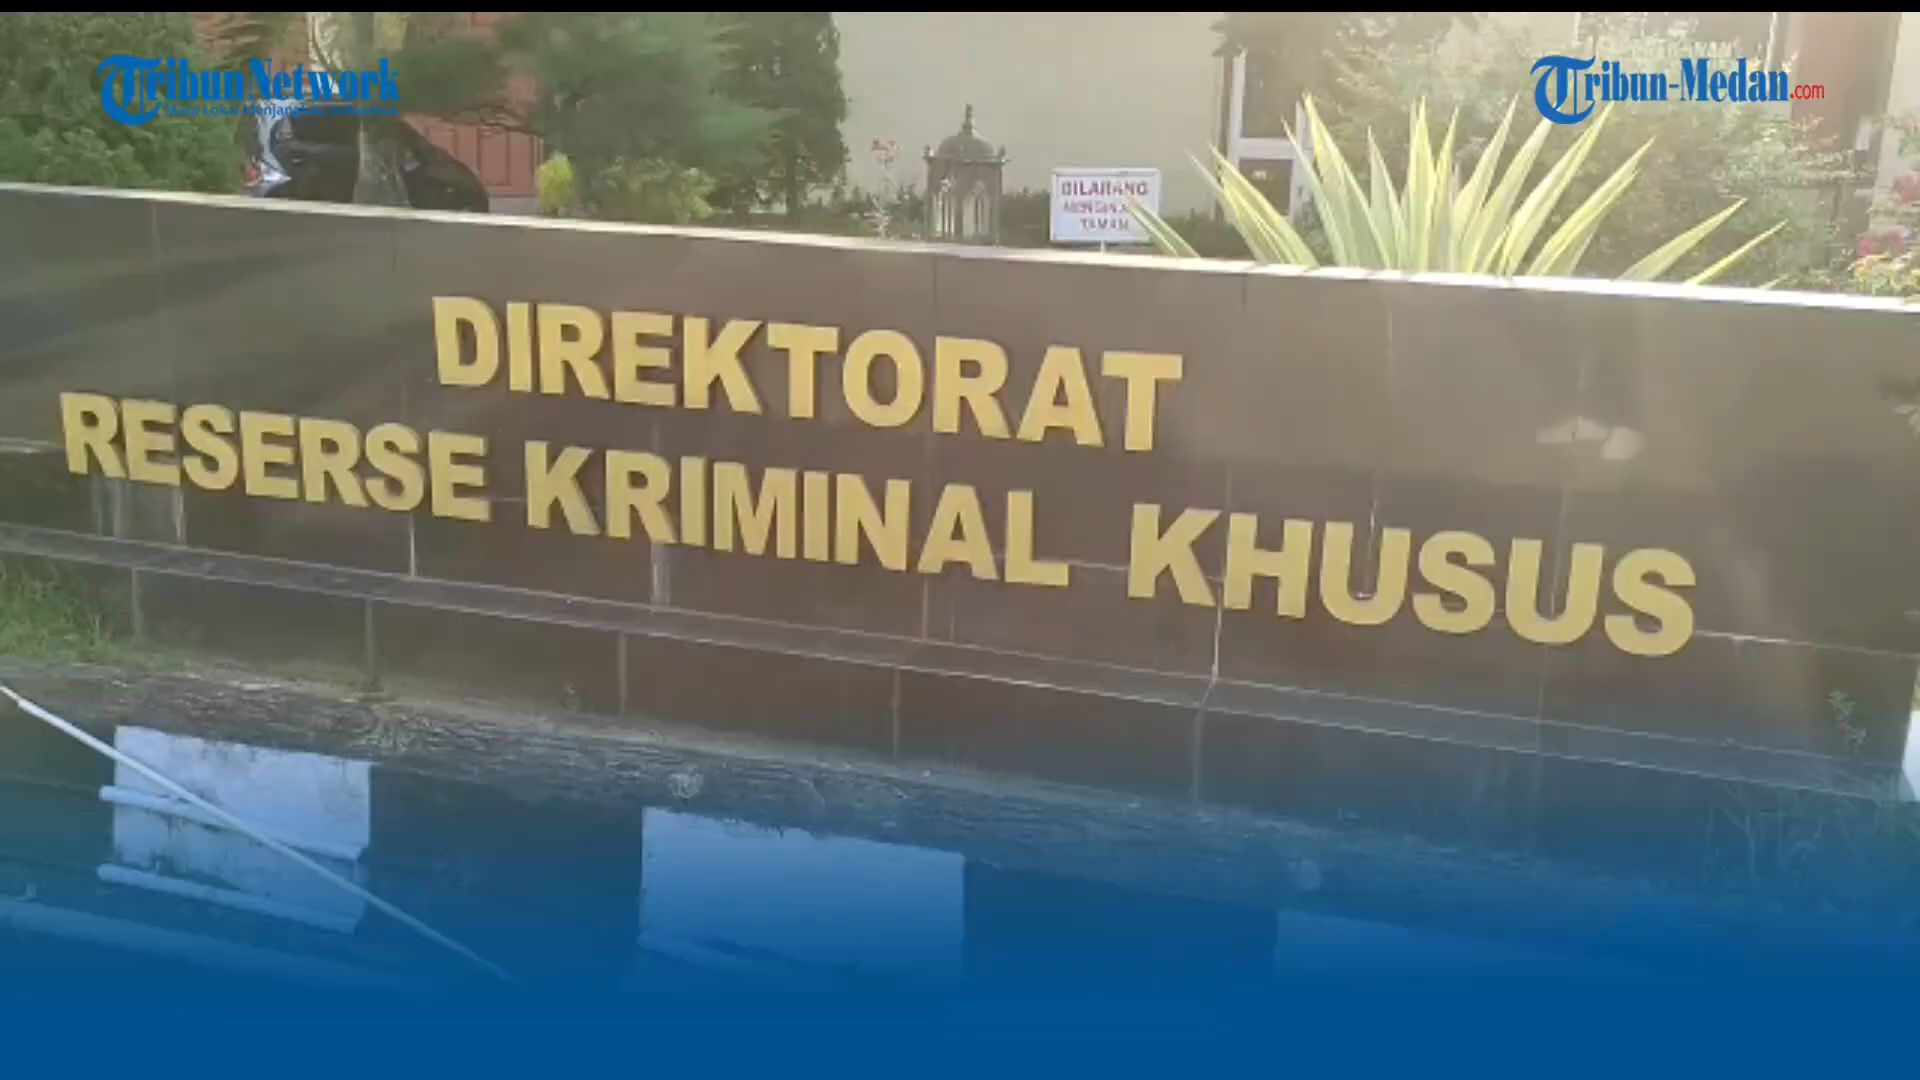 TribunNetwork
Tribun-Medan.com
DILARANG
TAMAN
DIREKTORAT
RESERSE KRIMINAL KHUSUS